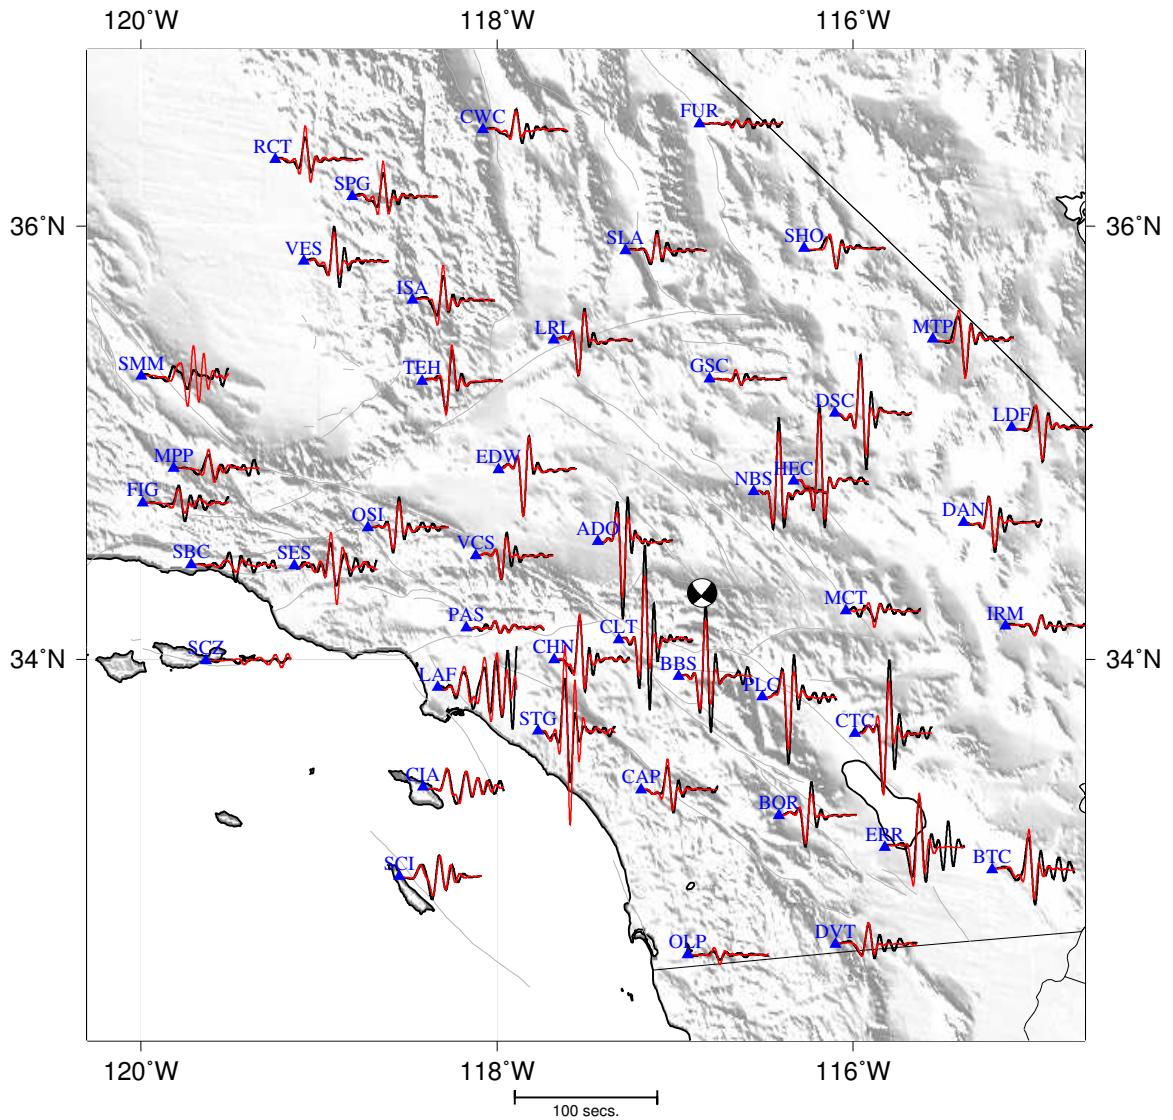 120°W 118°W 116°W
CWC
FUR
RCT
SPG
36°N 36°N
VES
SLA
SHO
ISA
LRL
MTP
SMM
TEH
GSC
DSC
LDF
MPP
EDW
HEC
NBS
FIG
DAN
OSI
ADO
VCS
SBC
SES
MCT
IRM
PAS
CLT
34°N 34°N
SCZ
CHN
BBS
LAF
PLC
STG
CTC
CIA
CAP
BOR
ERR
BTC
SCI
DVT
OLP
120°W 118°W 116°W
100 secs.